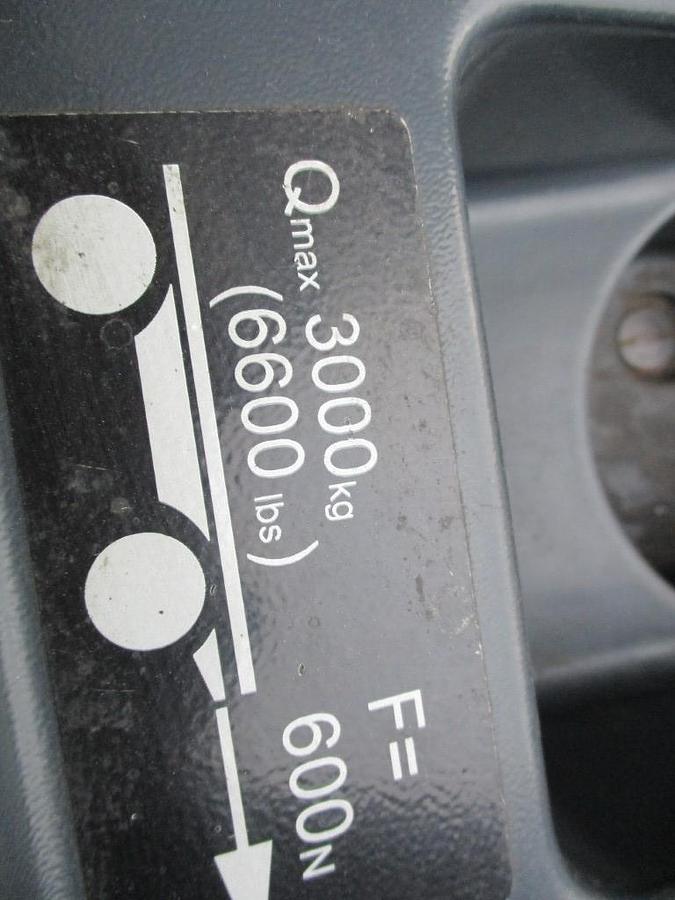 Qmax 3000kg
(6600 lbs)
F=
600N